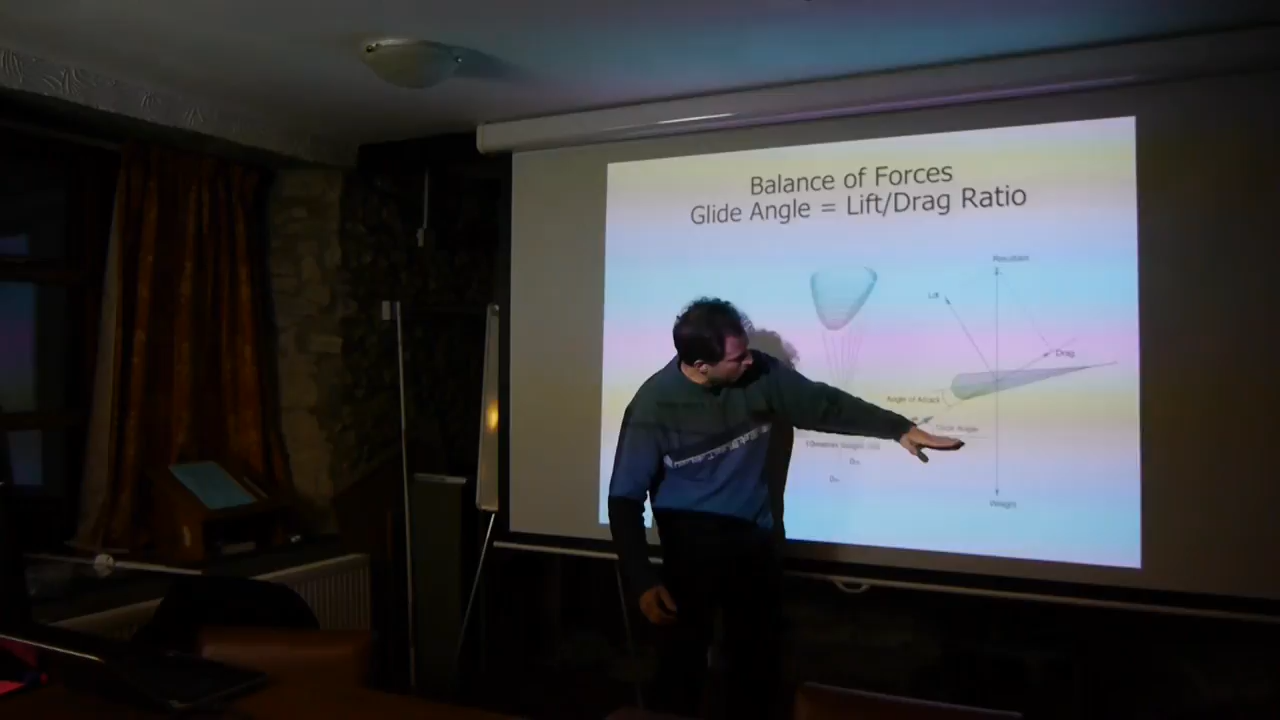 Balance of Forces
Glide Angle = Lift/Drag Ratio
Resultant
Lift
Drag
Angle of Attack
Glide Angle
Weight